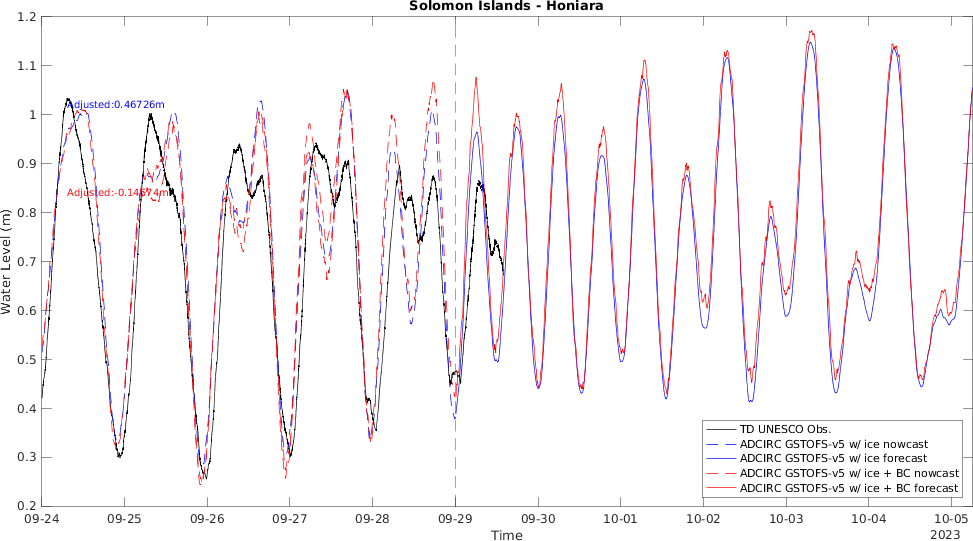 Solomon Islands - Honiara
1.2
1.1
1
0.9
0.8
0.7
0.6
0.5
0.4
0.3
0.2
Water Level (m)
Adjusted:0.46726m
Adjusted:-0.14674m
TD UNESCO Obs.
ADCIRC GSTOFS-v5 w/ ice nowcast
ADCIRC GSTOFS-v5 w/ ice forecast
ADCIRC GSTOFS-v5 w/ ice + BC nowcast
ADCIRC GSTOFS-v5 w/ ice + BC forecast
09-24 09-25 09-26 09-27 09-28 09-29 09-30 10-01 10-02 10-03 10-04 10-05
2023
Time